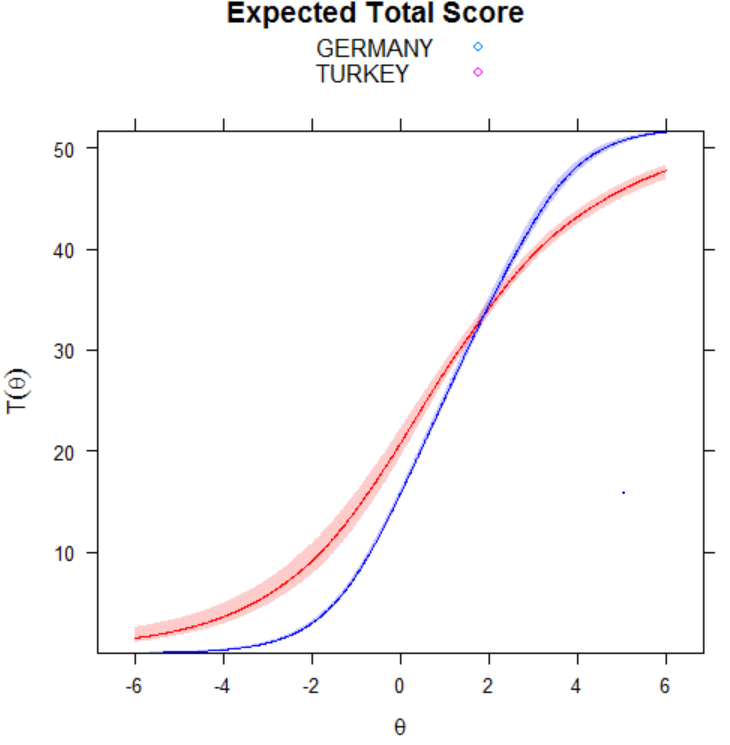 Expected Total Score
GERMANY
TURKEY
50
40
30
20
10
T(θ)
-6 -4 -2 0 2 4 6
θ